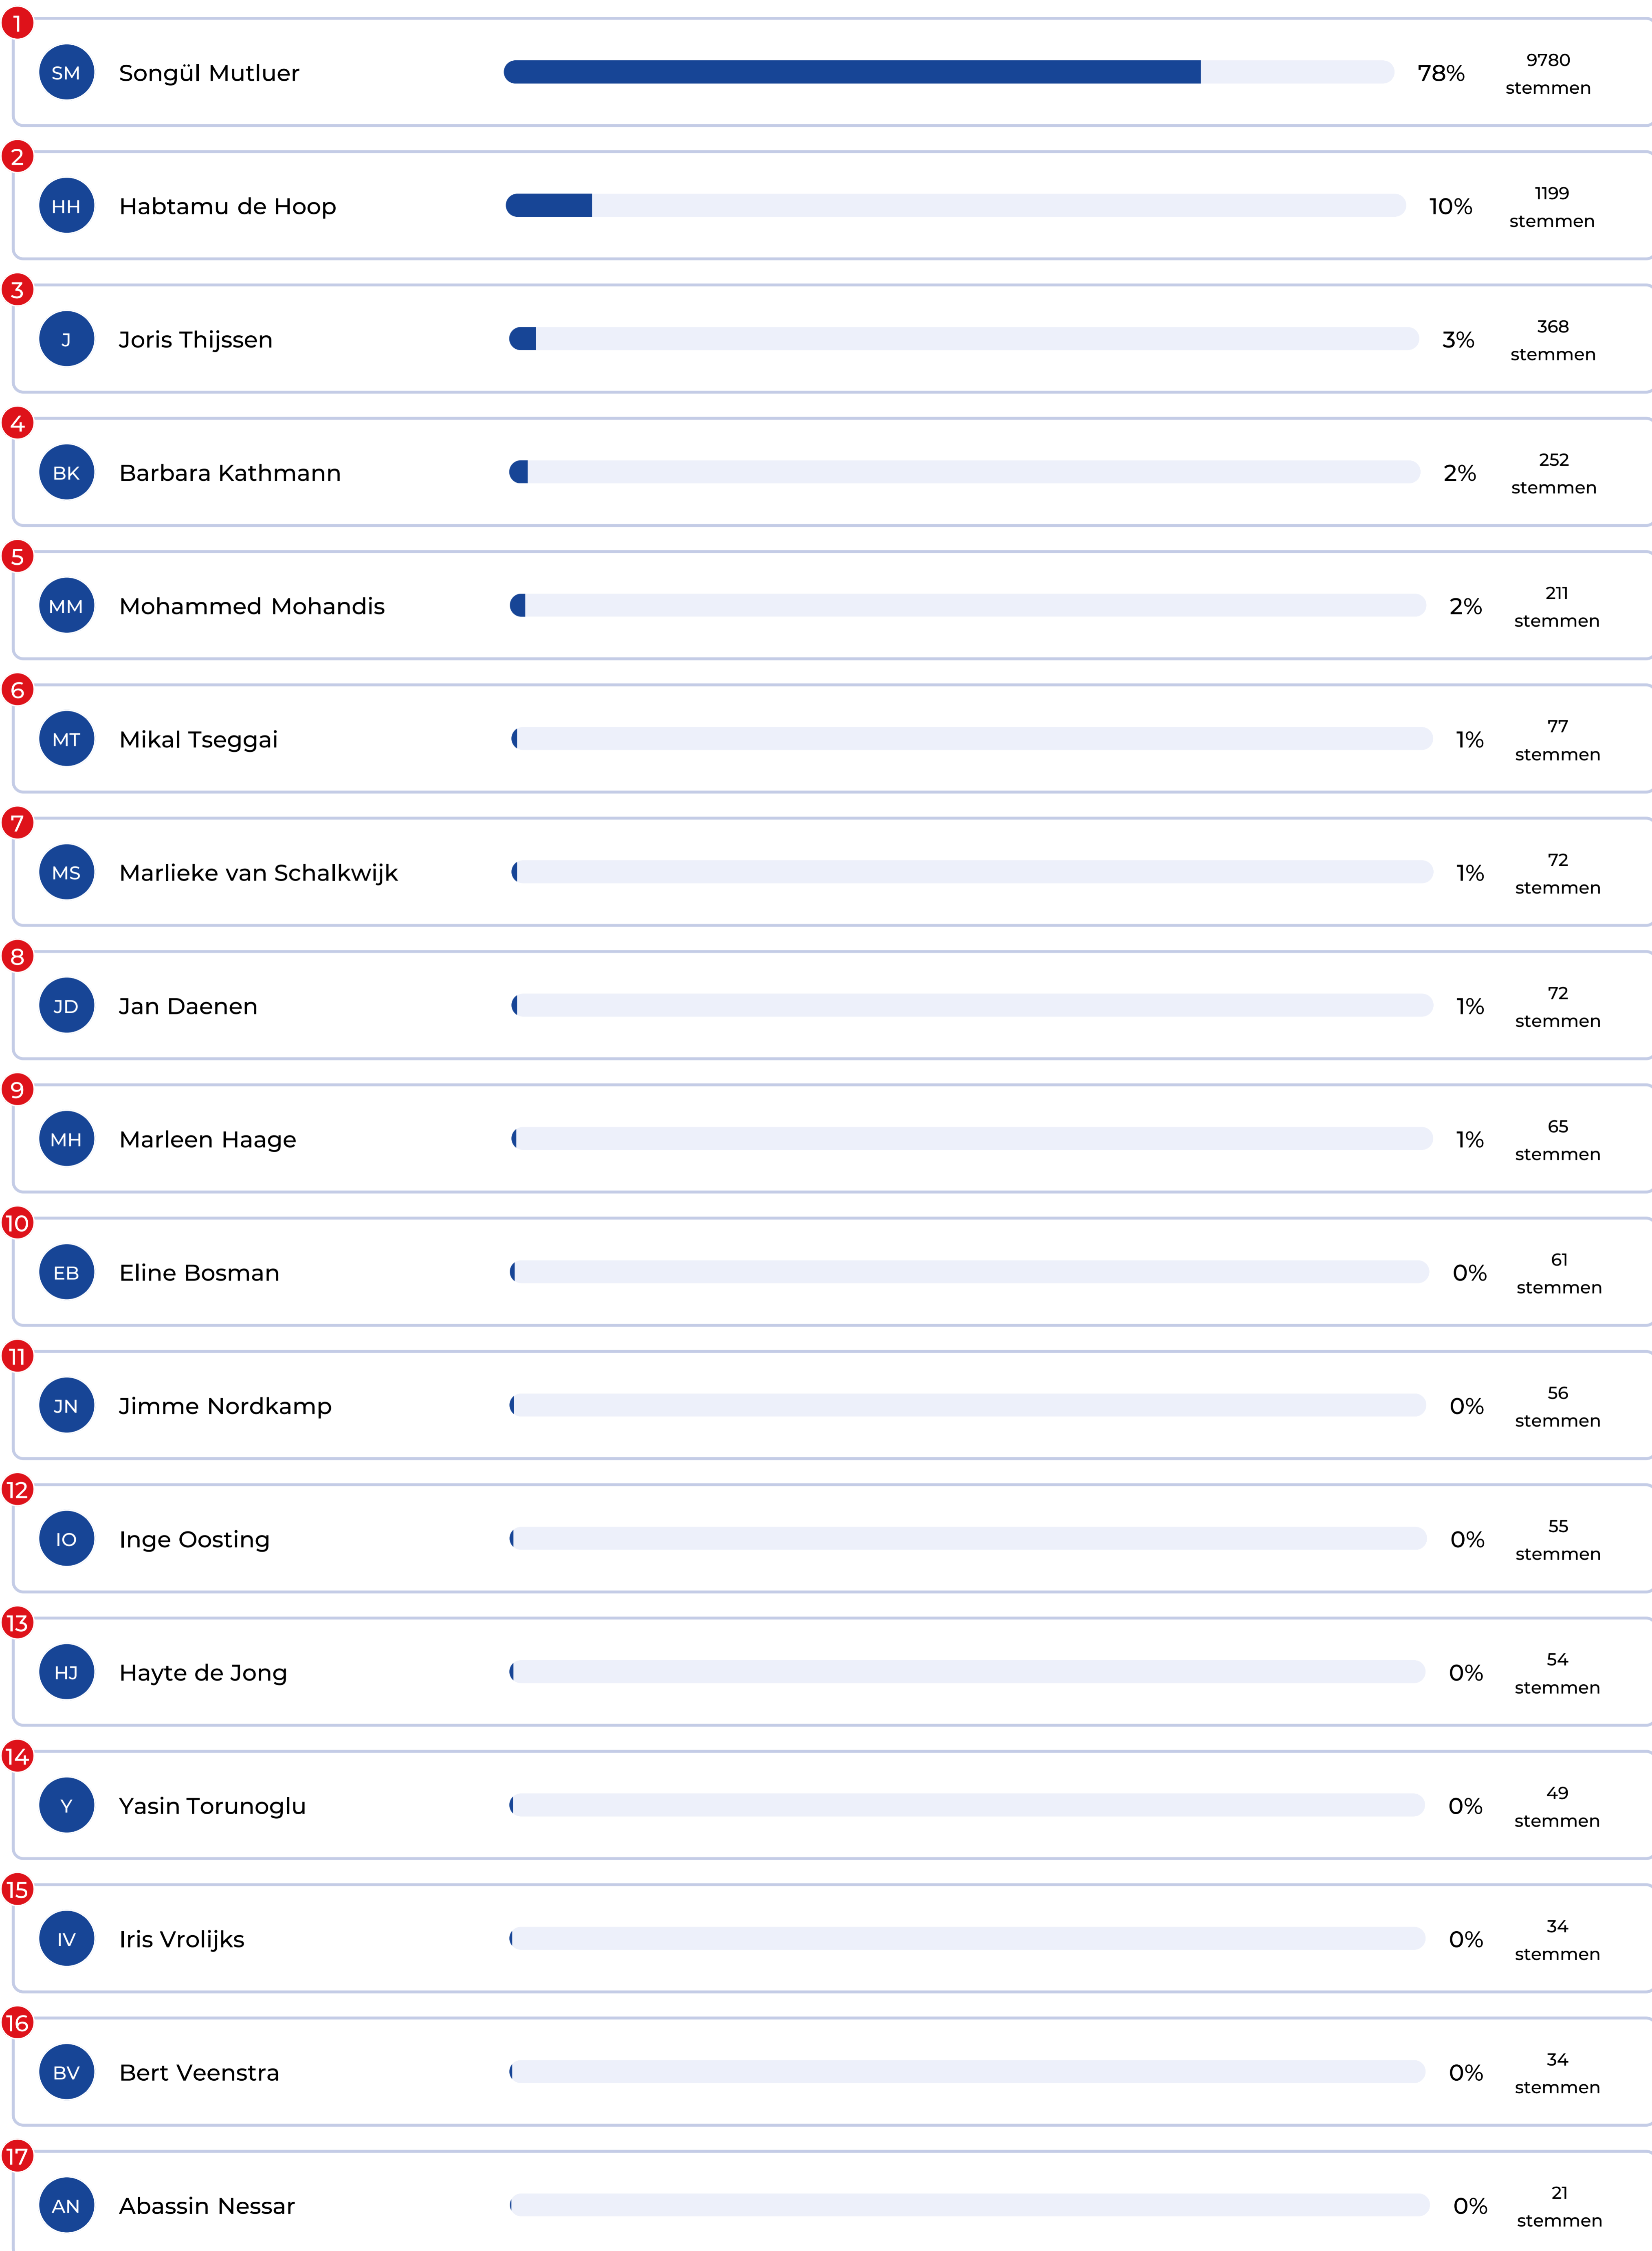 1
SM Songül Mutluer 78% 9780
stemmen
2
HH Habtamu de Hoop 10% 1199
stemmen
3
J Joris Thijssen 3% 368
stemmen
4
BK Barbara Kathmann 2% 252
stemmen
5
MM Mohammed Mohandis 2% 211
stemmen
6
MT Mikal Tseggai 1% 77
stemmen
7
MS Marlieke van Schalkwijk 1% 72
stemmen
8
JD Jan Daenen 1% 72
stemmen
9
MH Marleen Haage 1% 65
stemmen
10
EB Eline Bosman 0% 61
stemmen
11
JN Jimme Nordkamp 0% 56
stemmen
12
IO Inge Oosting 0% 55
stemmen
13
HJ Hayte de Jong 0% 54
stemmen
14
Y Yasin Torunoglu 0% 49
stemmen
15
IV Iris Vrolijks 0% 34
stemmen
16
BV Bert Veenstra 0% 34
stemmen
17
AN Abassin Nessar 0% 21
stemmen